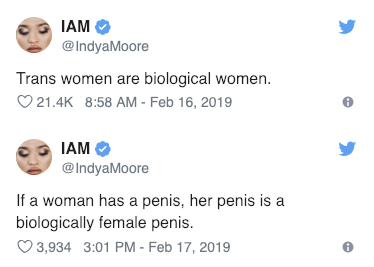 IAM
@IndyaMoore
Trans women are biological women.
21.4K 8:58 AM - Feb 16, 2019
IAM
@IndyaMoore
If a woman has a penis, her penis is a
biologically female penis.
3,934 3:01 PM - Feb 17, 2019